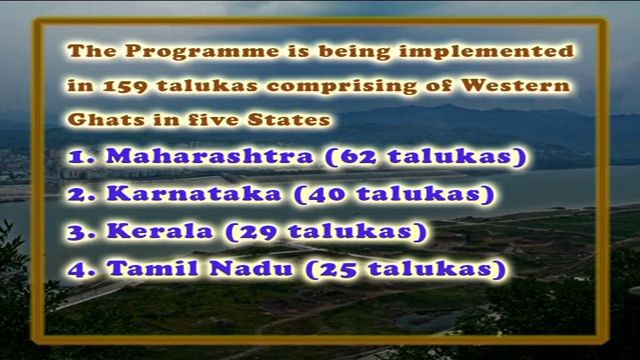 The Programme is being implemented
in 159 talukas comprising of Western
Ghats in five States
1. Maharashtra (62 talukas)
2. Karnataka (40 talukas)
3. Kerala (29 talukas)
4. Tamil Nadu (25 talukas)